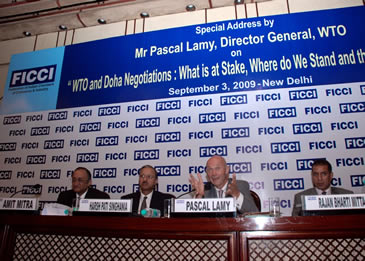 Special Address by
Mr Pascal Lamy, Director General, WTO
on
"WTO and Doha Negotiations : What is at Stake, Where do We Stand and th
September 3, 2009 - New Delhi
FICCI
AMIT MITRA
HARSH PATI SINGHANIA
PASCAL LAMY
RAJAN BHARTI MITTA